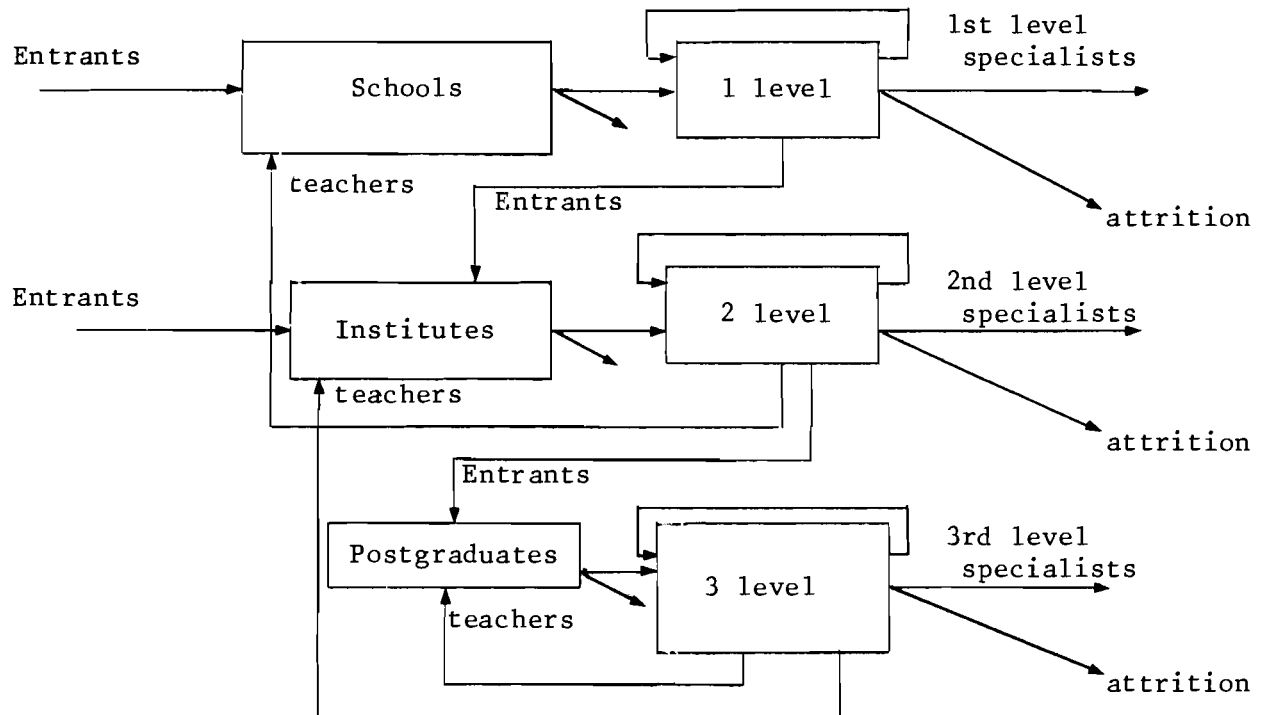 1st level
specialists
Entrants
Schools
1 level
teachers
Entrants
attrition
2nd level
specialists
Entrants
Institutes
2 level
teachers
attrition
Entrants
3rd level
specialists
Postgraduates
3 level
teachers
attrition